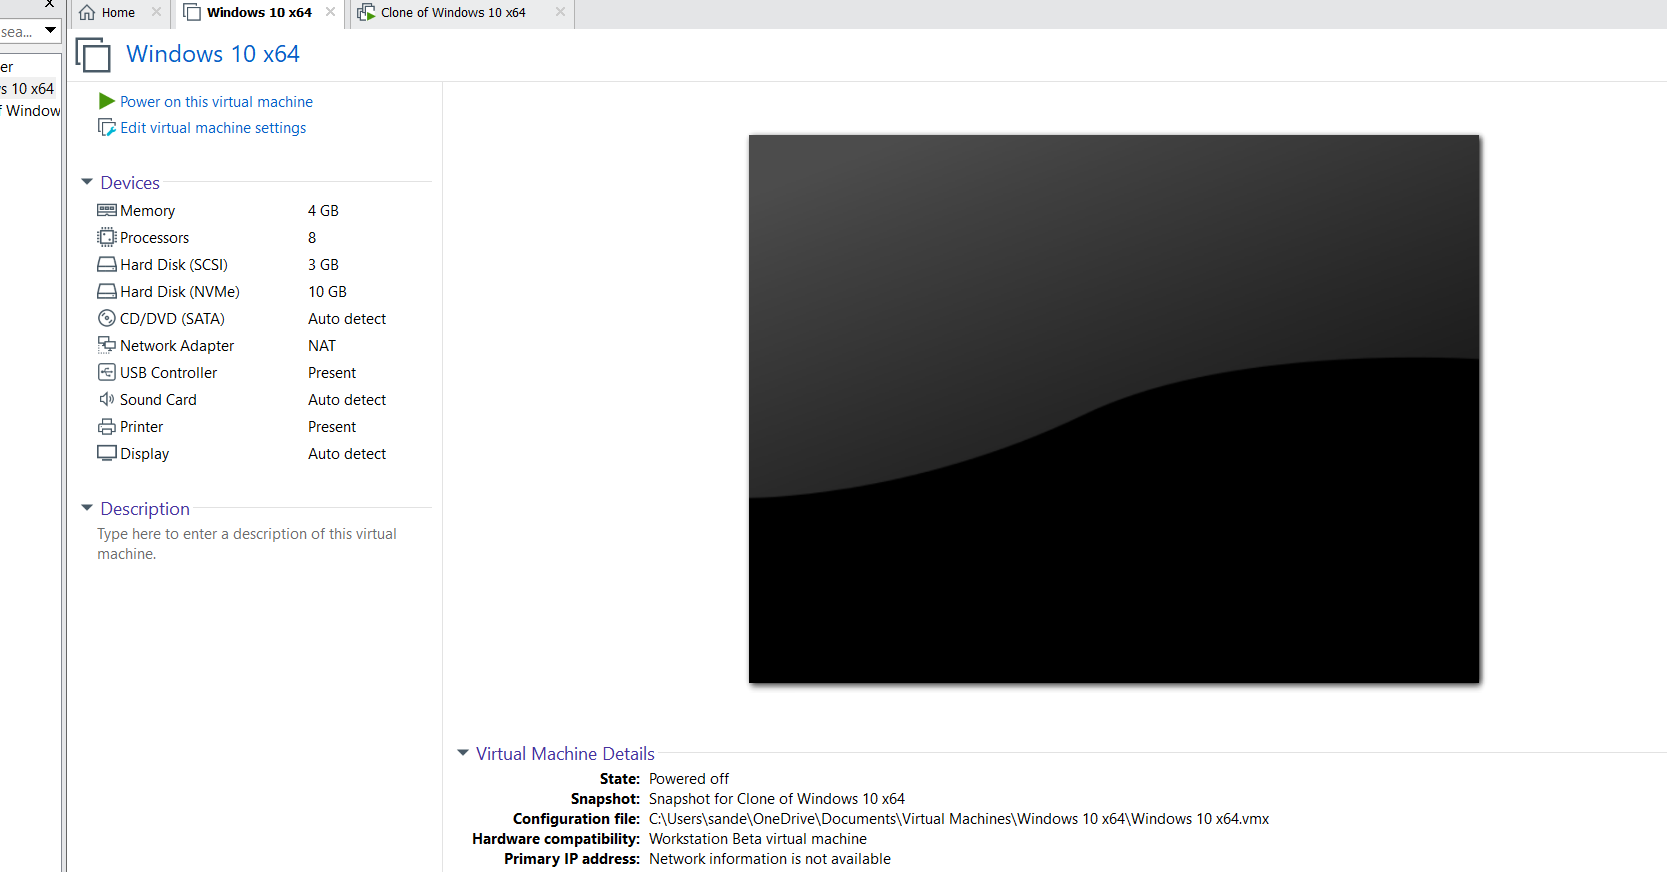 x
Home
Windows 10 x64
Clone of Windows 10 x64
sea...
er
s 10 x64
f Window
Windows 10 x64
Power on this virtual machine
Edit virtual machine settings
Devices
Memory 4 GB
Processors 8
Hard Disk (SCSI) 3 GB
Hard Disk (NVMe) 10 GB
CD/DVD (SATA) Auto detect
Network Adapter NAT
USB Controller Present
Sound Card Auto detect
Printer Present
Display Auto detect
Description
Type here to enter a description of this virtual
machine.
Virtual Machine Details
State: Powered off
Snapshot: Snapshot for Clone of Windows 10 x64
Configuration file: C:\Users\sande\OneDrive\Documents\Virtual Machines\Windows 10 x64\Windows 10 x64.vmx
Hardware compatibility: Workstation Beta virtual machine
Primary IP address: Network information is not available